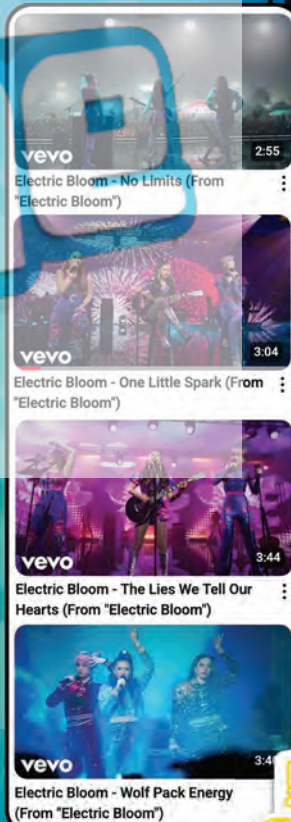 vevo
2:55
Electric Bloom - No Limits (From
"Electric Bloom")
vevo
3:04
Electric Bloom - One Little Spark (From
"Electric Bloom")
vevo
3:44
Electric Bloom - The Lies We Tell Our
Hearts (From "Electric Bloom")
vevo
Electric Bloom - Wolf Pack Energy
(From "Electric Bloom")